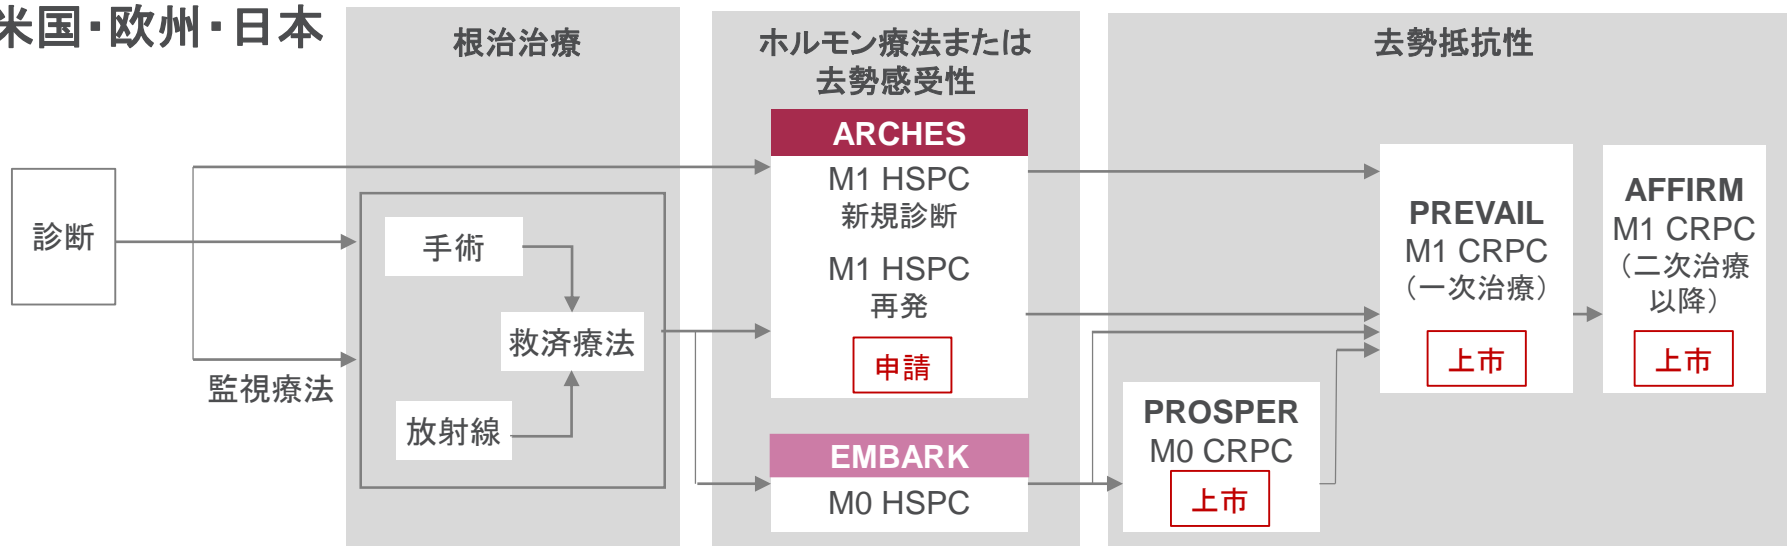 米国・欧州・日本
根治治療
ホルモン療法または
去勢感受性
去勢抵抗性
診断
監視療法
手術
救済療法
放射線
ARCHES
M1 HSPC
新規診断
M1 HSPC
再発
申請
EMBARK
M0 HSPC
PROSPER
M0 CRPC
上市
PREVAIL
M1 CRPC
（一次治療）
上市
AFFIRM
M1 CRPC
（二次治療
以降）
上市